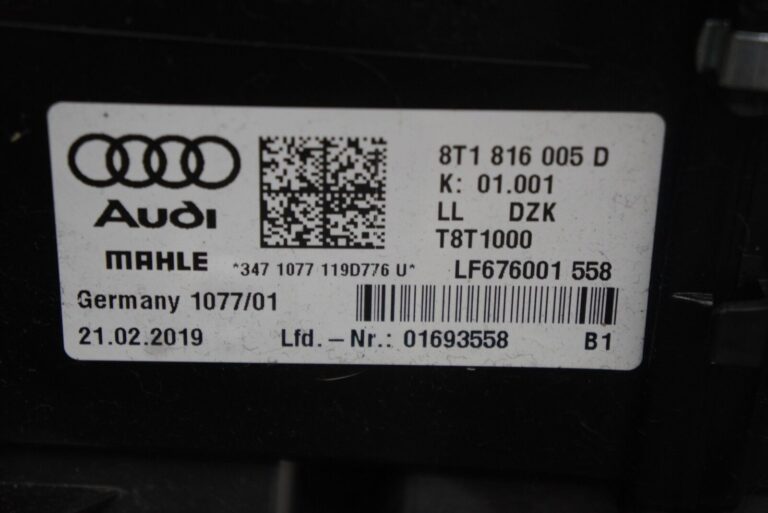 Audi
MAHLE
*347 1077 119D776 U*
Germany 1077/01
21.02.2019
8T1 816 005 D
K: 01.001
LL DZK
T8T1000
LF676001 558
Lfd. -Nr.: 01693558
B1